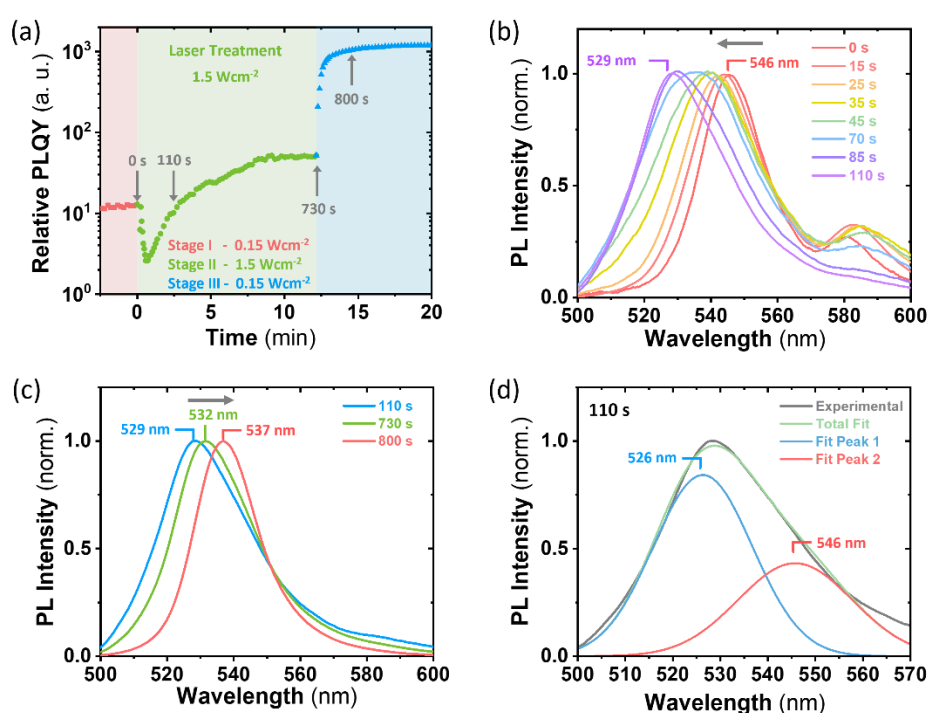 (a)
Relative PLQY (a. u.)
10³
10²
10¹
10⁰
Laser Treatment
1.5 Wcm⁻²
0 s
110 s
800 s
730 s
Stage I - 0.15 Wcm⁻²
Stage II - 1.5 Wcm⁻²
Stage III - 0.15 Wcm⁻²
0 5 10 15 20
Time (min)
(b)
PL Intensity (norm.)
1.0
0.5
0.0
529 nm
546 nm
0 s
15 s
25 s
35 s
45 s
70 s
85 s
110 s
500 520 540 560 580 600
Wavelength (nm)
(c)
PL Intensity (norm.)
1.0
0.5
0.0
529 nm
532 nm
537 nm
110 s
730 s
800 s
500 520 540 560 580 600
Wavelength (nm)
(d)
PL Intensity (norm.)
1.0
0.5
0.0
110 s
Experimental
Total Fit
Fit Peak 1
Fit Peak 2
526 nm
546 nm
500 510 520 530 540 550 560 570
Wavelength (nm)